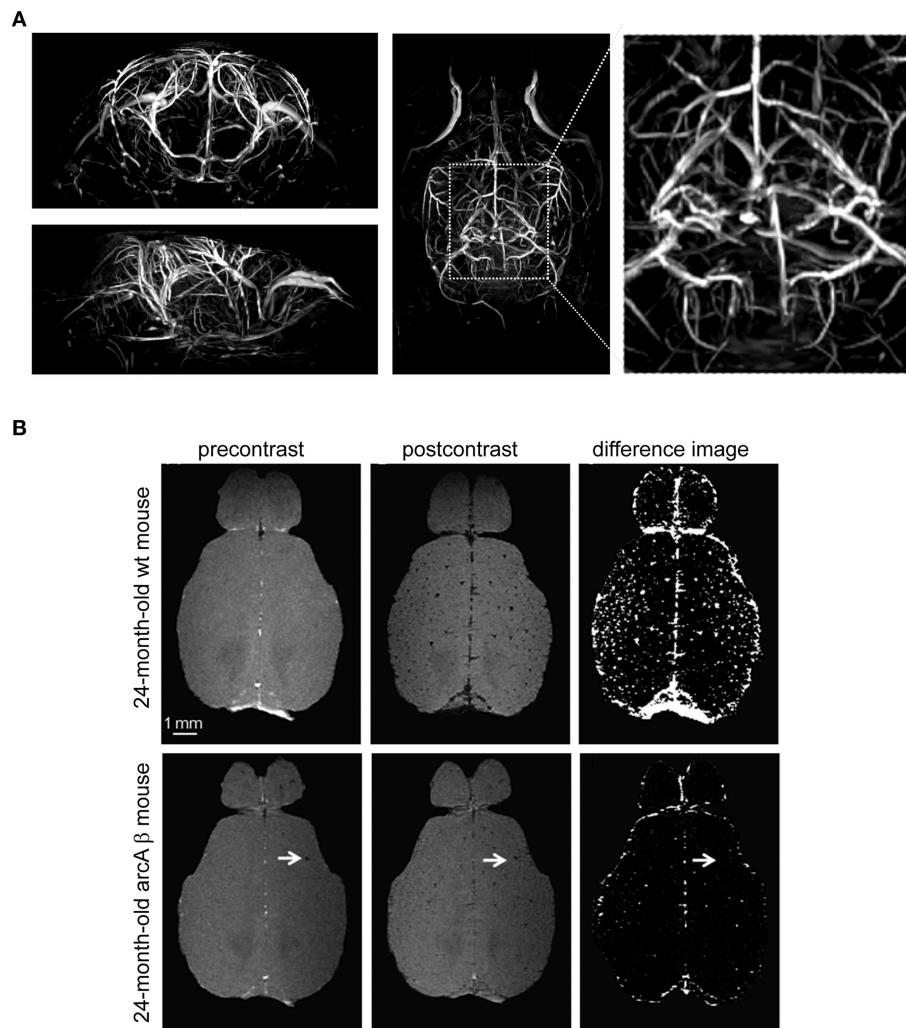 A
B
precontrast
postcontrast
difference image
24-month-old wt mouse
1 mm
24-month-old arcA β mouse